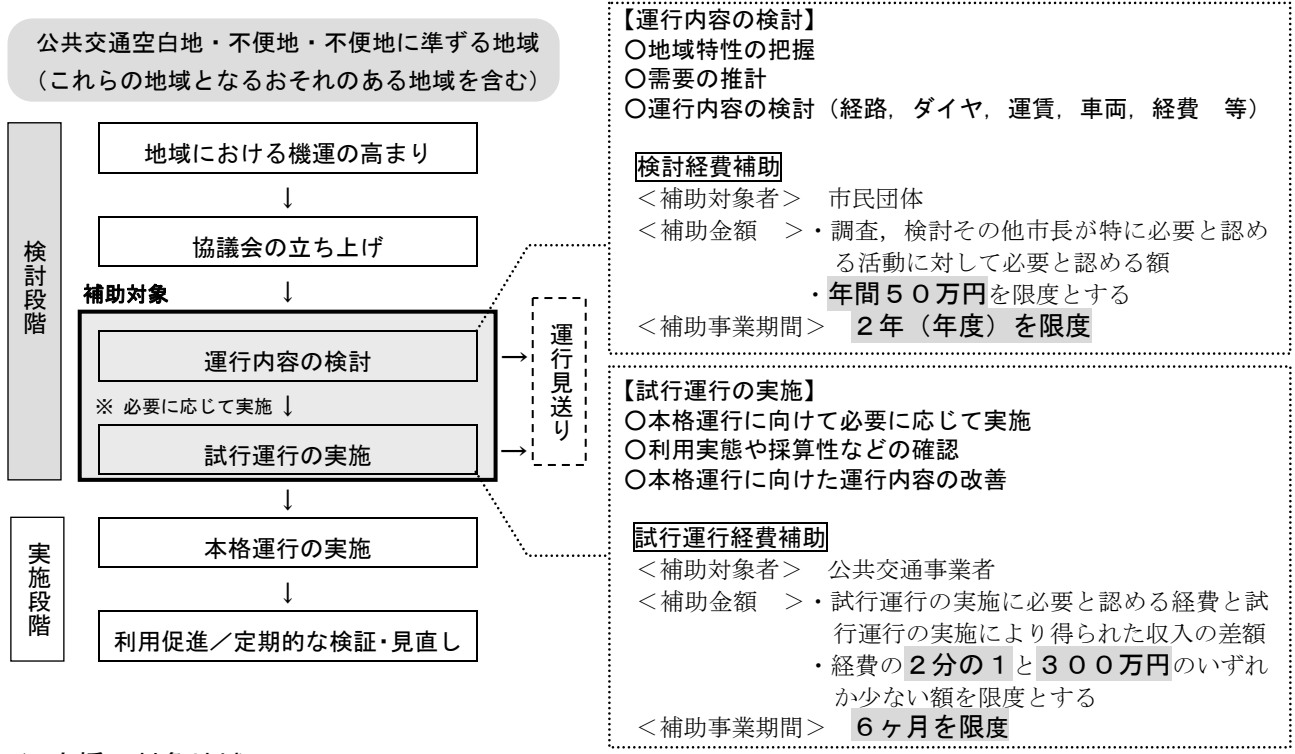 公共交通空白地・不便地・不便地に準ずる地域
（これらの地域となるおそれのある地域を含む）
検討段階
地域における機運の高まり
↓
協議会の立ち上げ
補助対象 ↓
運行内容の検討
→
※ 必要に応じて実施 ↓
試行運行の実施
→
運行見送り
↓
実施段階
本格運行の実施
↓
利用促進／定期的な検証・見直し
【運行内容の検討】
○地域特性の把握
○需要の推計
○運行内容の検討（経路，ダイヤ，運賃，車両，経費　等）
検討経費補助
＜補助対象者＞　市民団体
＜補助金額　＞・調査，検討その他市長が特に必要と認め
る活動に対して必要と認める額
・年間５０万円を限度とする
＜補助事業期間＞　２年（年度）を限度
【試行運行の実施】
○本格運行に向けて必要に応じて実施
○利用実態や採算性などの確認
○本格運行に向けた運行内容の改善
試行運行経費補助
＜補助対象者＞　公共交通事業者
＜補助金額　＞・試行運行の実施に必要と認める経費と試
行運行の実施により得られた収入の差額
・経費の２分の１と３００万円のいずれ
か少ない額を限度とする
＜補助事業期間＞　６ヶ月を限度